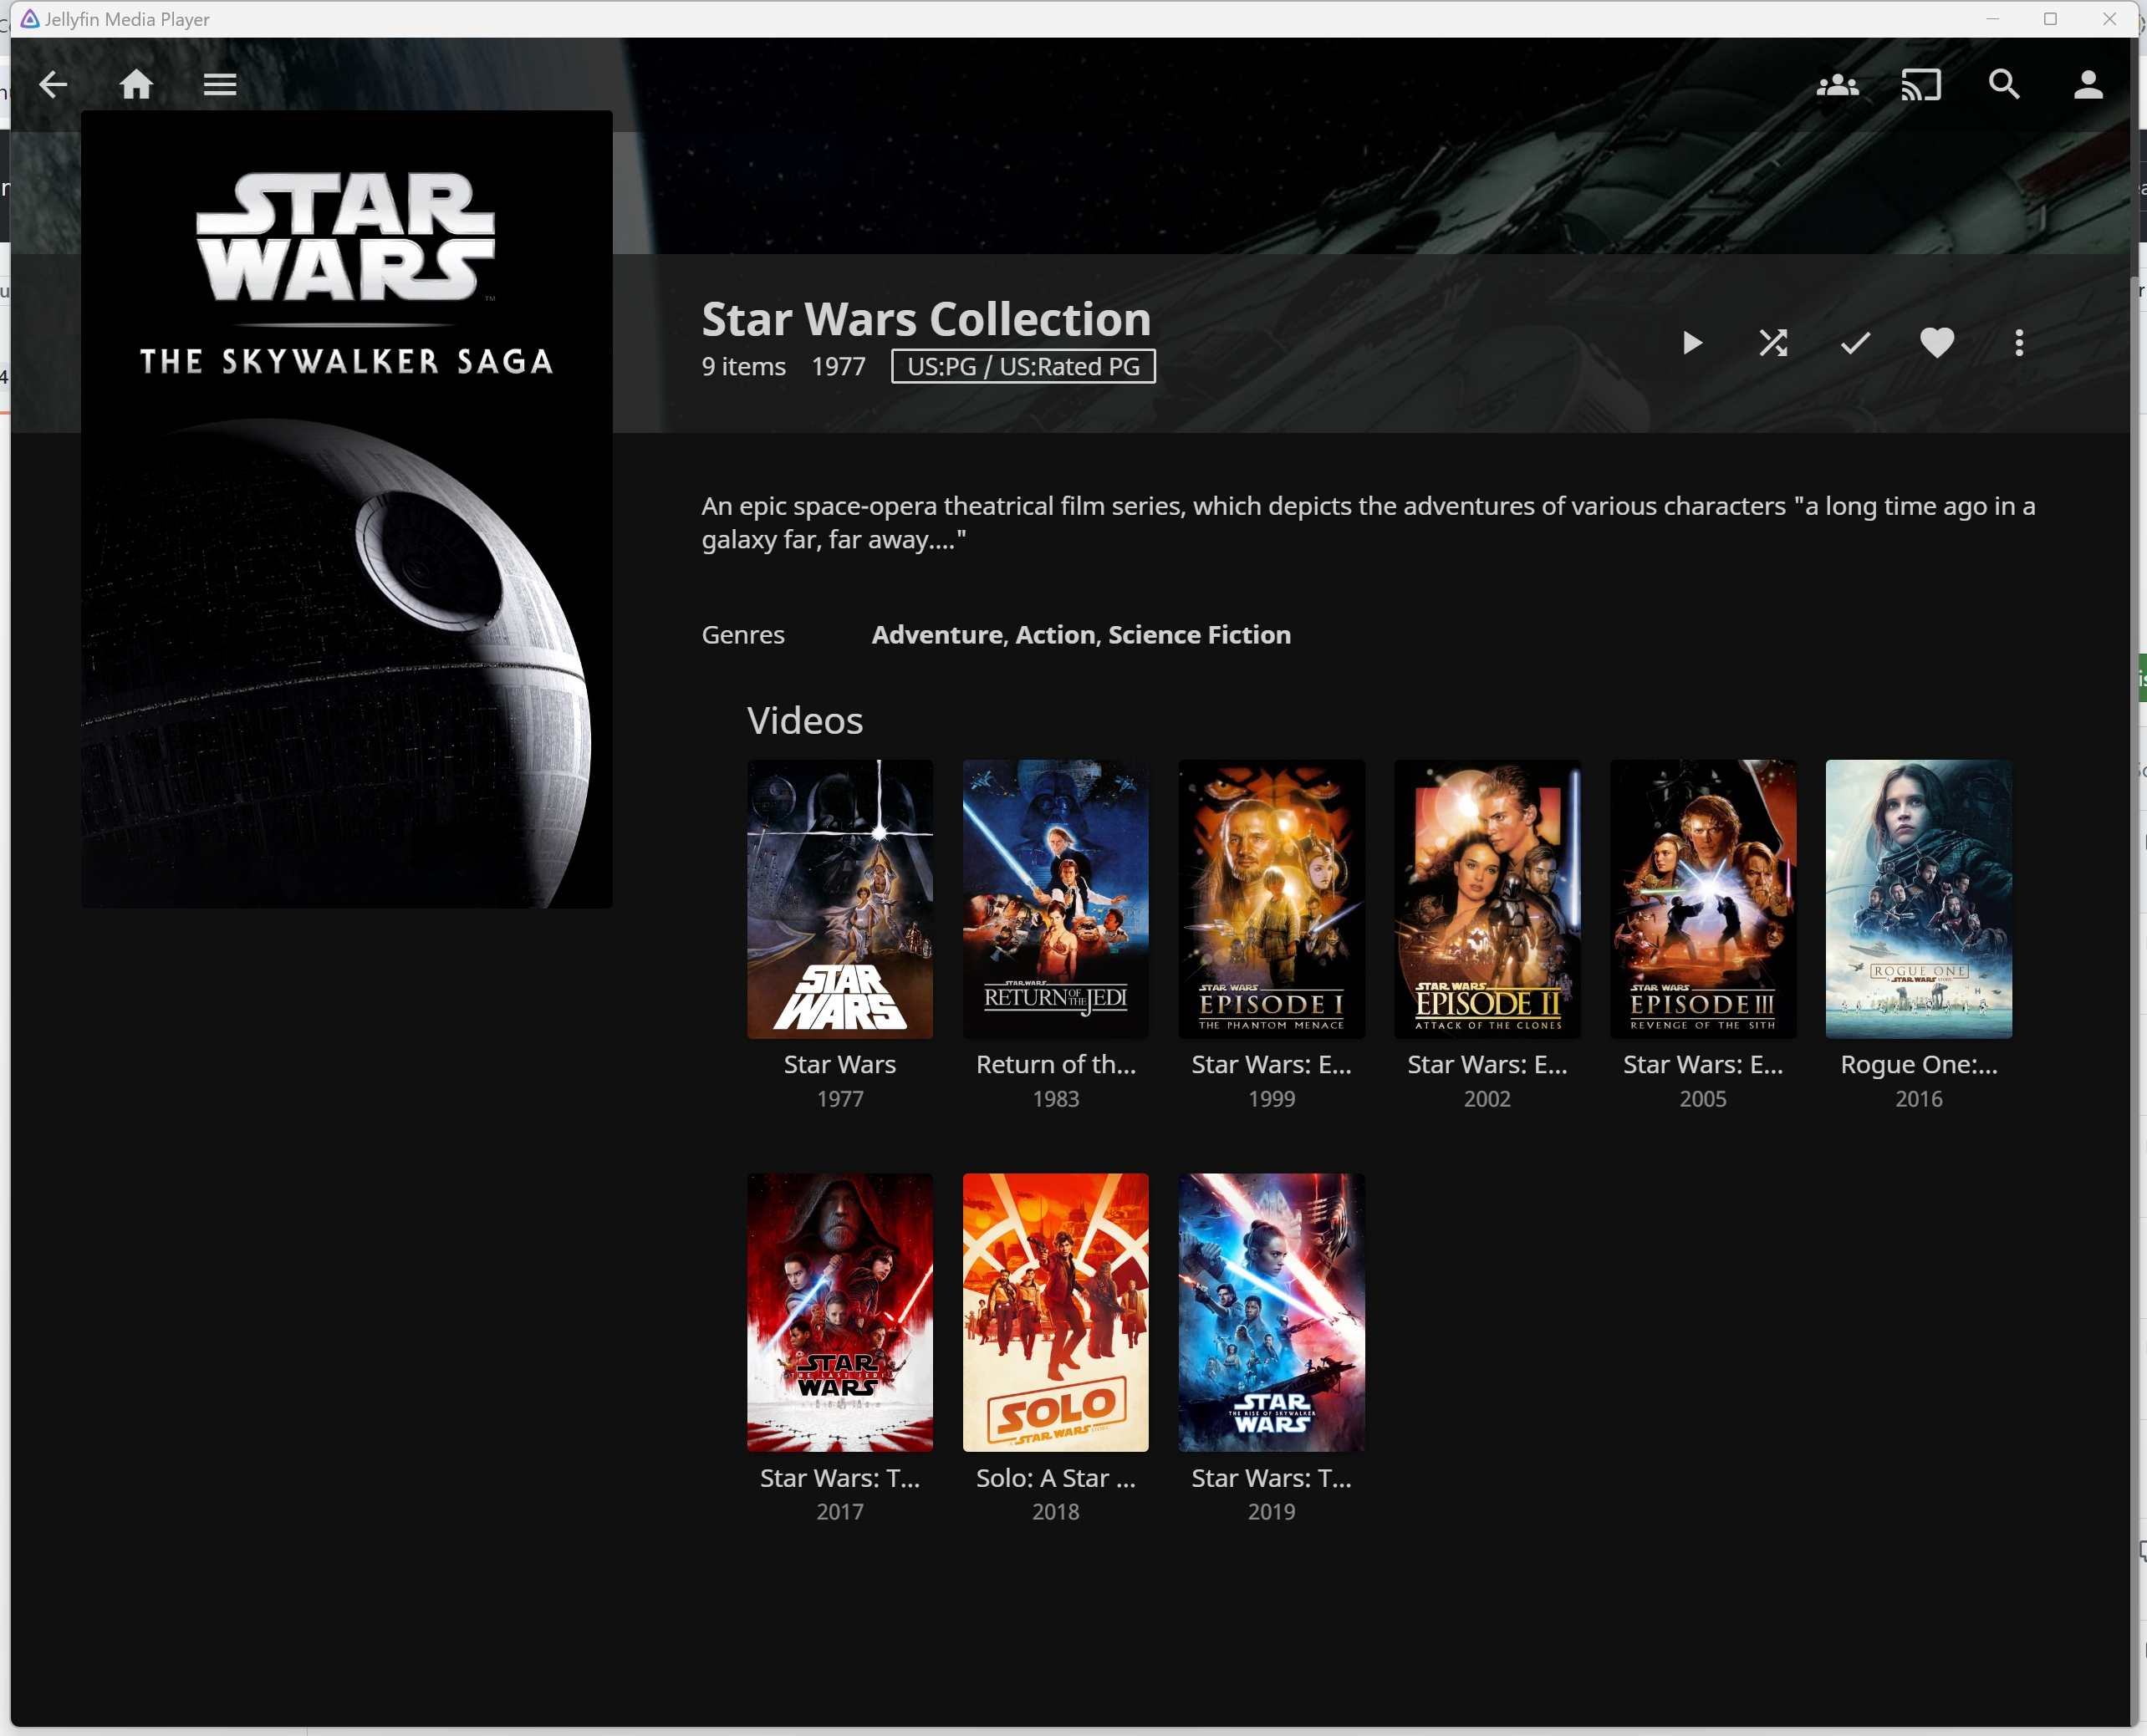 Jellyfin Media Player
STAR
WARS
TM
THE SKYWALKER SAGA
Star Wars Collection
9 items 1977 US:PG / US:Rated PG
An epic space-opera theatrical film series, which depicts the adventures of various characters "a long time ago in a
galaxy far, far away...."
Genres Adventure, Action, Science Fiction
Videos
STAR
WARS
STAR WARS
RETURN OF THE JEDI
STAR WARS
EPISODE I
THE PHANTOM MENACE
STAR WARS
EPISODE II
ATTACK OF THE CLONES
STAR WARS
EPISODE III
REVENGE OF THE SITH
ROGUE ONE
A STAR WARS STORY
Star Wars
1977
Return of th...
1983
Star Wars: E...
1999
Star Wars: E...
2002
Star Wars: E...
2005
Rogue One:...
2016
STAR
THE LAST JEDI
WARS
SOLO
A STAR WARS STORY
STAR
THE RISE OF SKYWALKER
WARS
Star Wars: T...
2017
Solo: A Star ...
2018
Star Wars: T...
2019